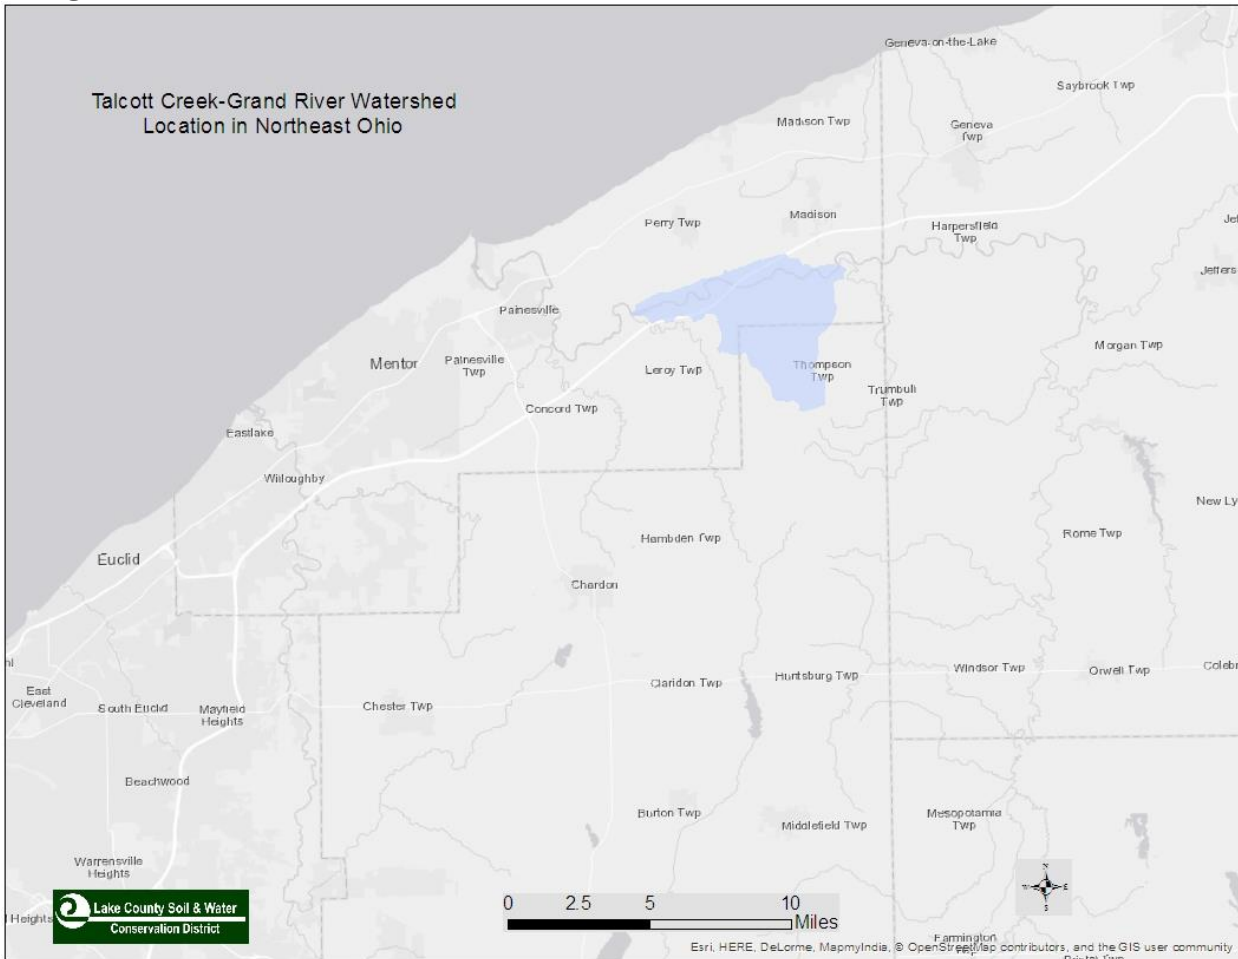 Talcott Creek-Grand River Watershed
Location in Northeast Ohio
Geneva-on-the-Lake
Saybrook Twp
Madison Twp
Geneva
Twp
Perry Twp
Madison
Harpersfield
Twp
Jef
Jeffers
Painesville
Mentor
Painesville
Twp
Leroy Twp
Thompson
Twp
Morgan Twp
Trumbull
Twp
Concord Twp
Eastlake
Willoughby
New Ly
Hambden Twp
Rome Twp
Euclid
Chardon
East
Cleveland
South Euclid
Mayfield
Heights
Chester Twp
Claridon Twp
Huntsburg Twp
Windsor Twp
Orwell Twp
Colebr
Beachwood
Burton Twp
Middlefield Twp
Mesopotamia
Twp
Warrensville
Heights
N
W
E
S
Lake County Soil & Water
Conservation District
d Heights
0 2.5 5 10
Miles
Farmington
Esri, HERE, DeLorme, MapmyIndia, © OpenStreetMap contributors, and the GIS user community